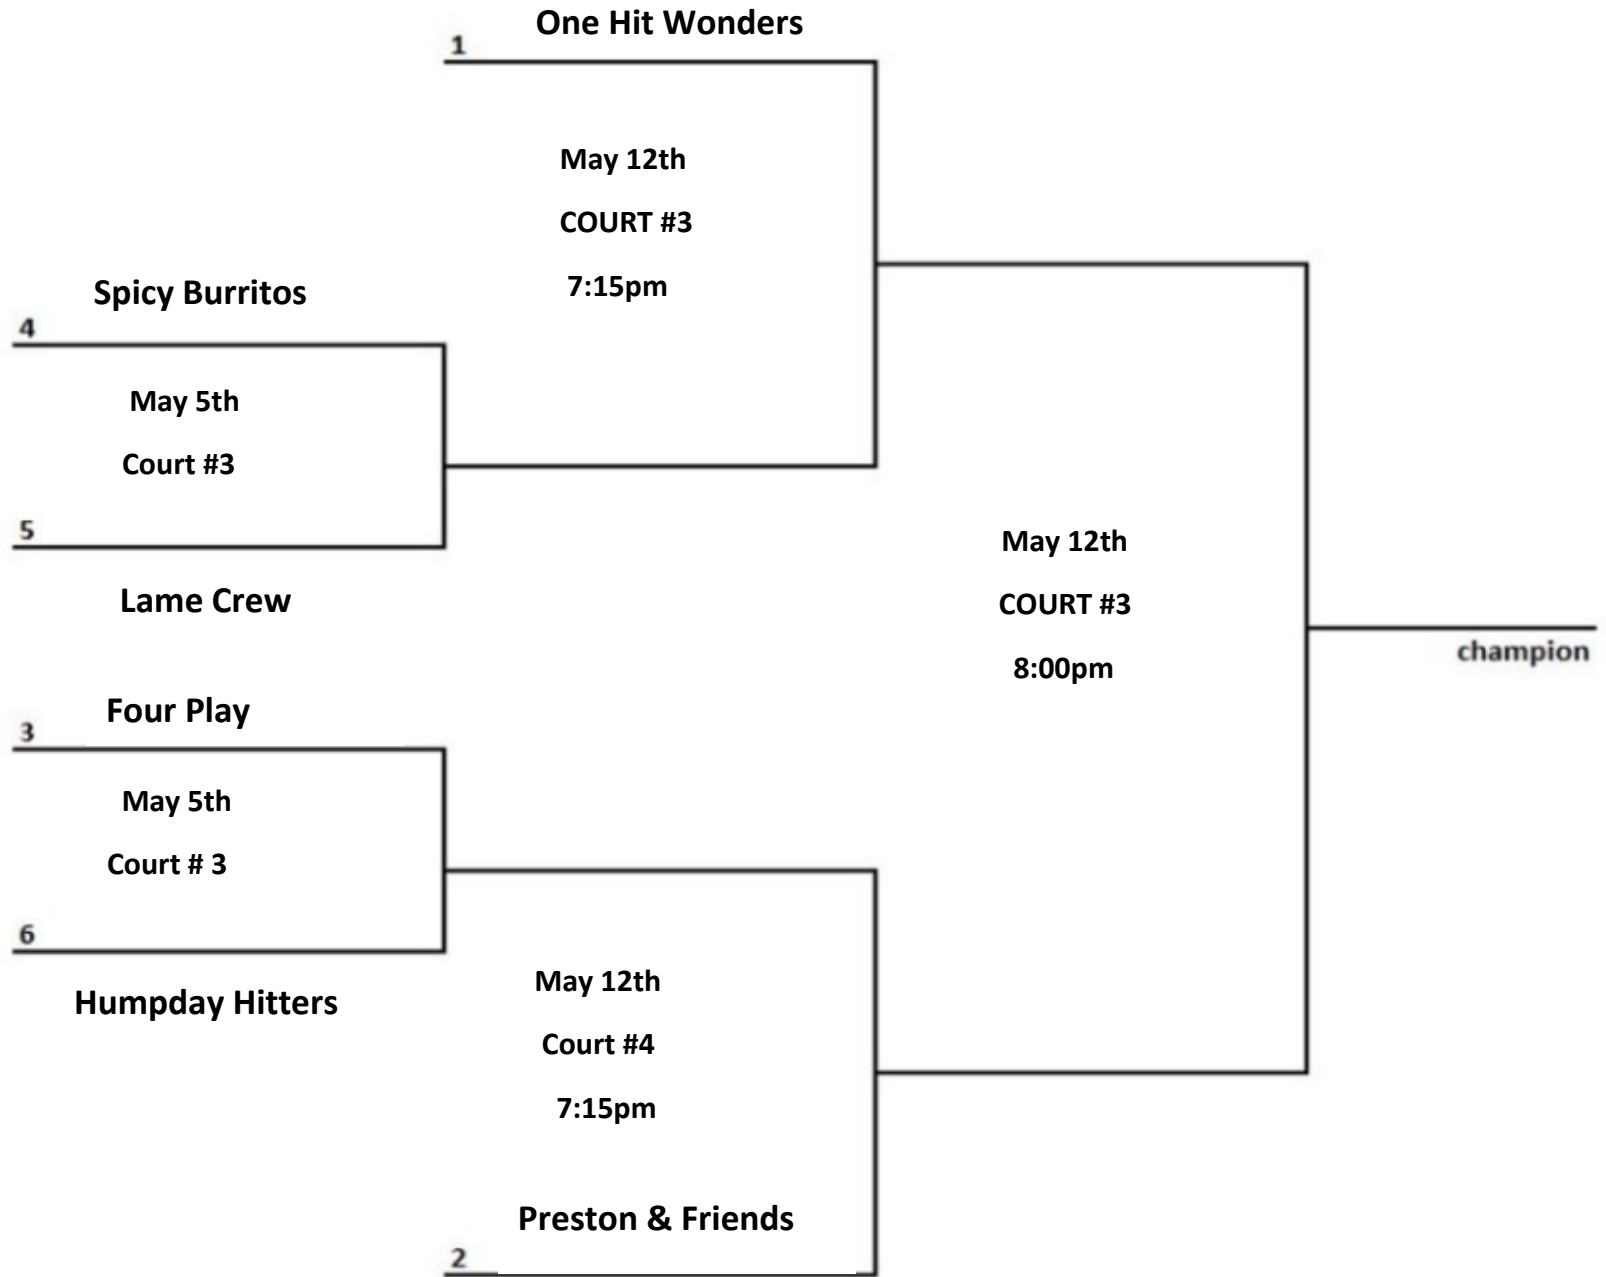 One Hit Wonders
1
May 12th
COURT #3
7:15pm
Spicy Burritos
4
May 5th
Court #3
5
Lame Crew
May 12th
COURT #3
8:00pm
champion
Four Play
3
May 5th
Court # 3
6
Humpday Hitters
May 12th
Court #4
7:15pm
Preston & Friends
2